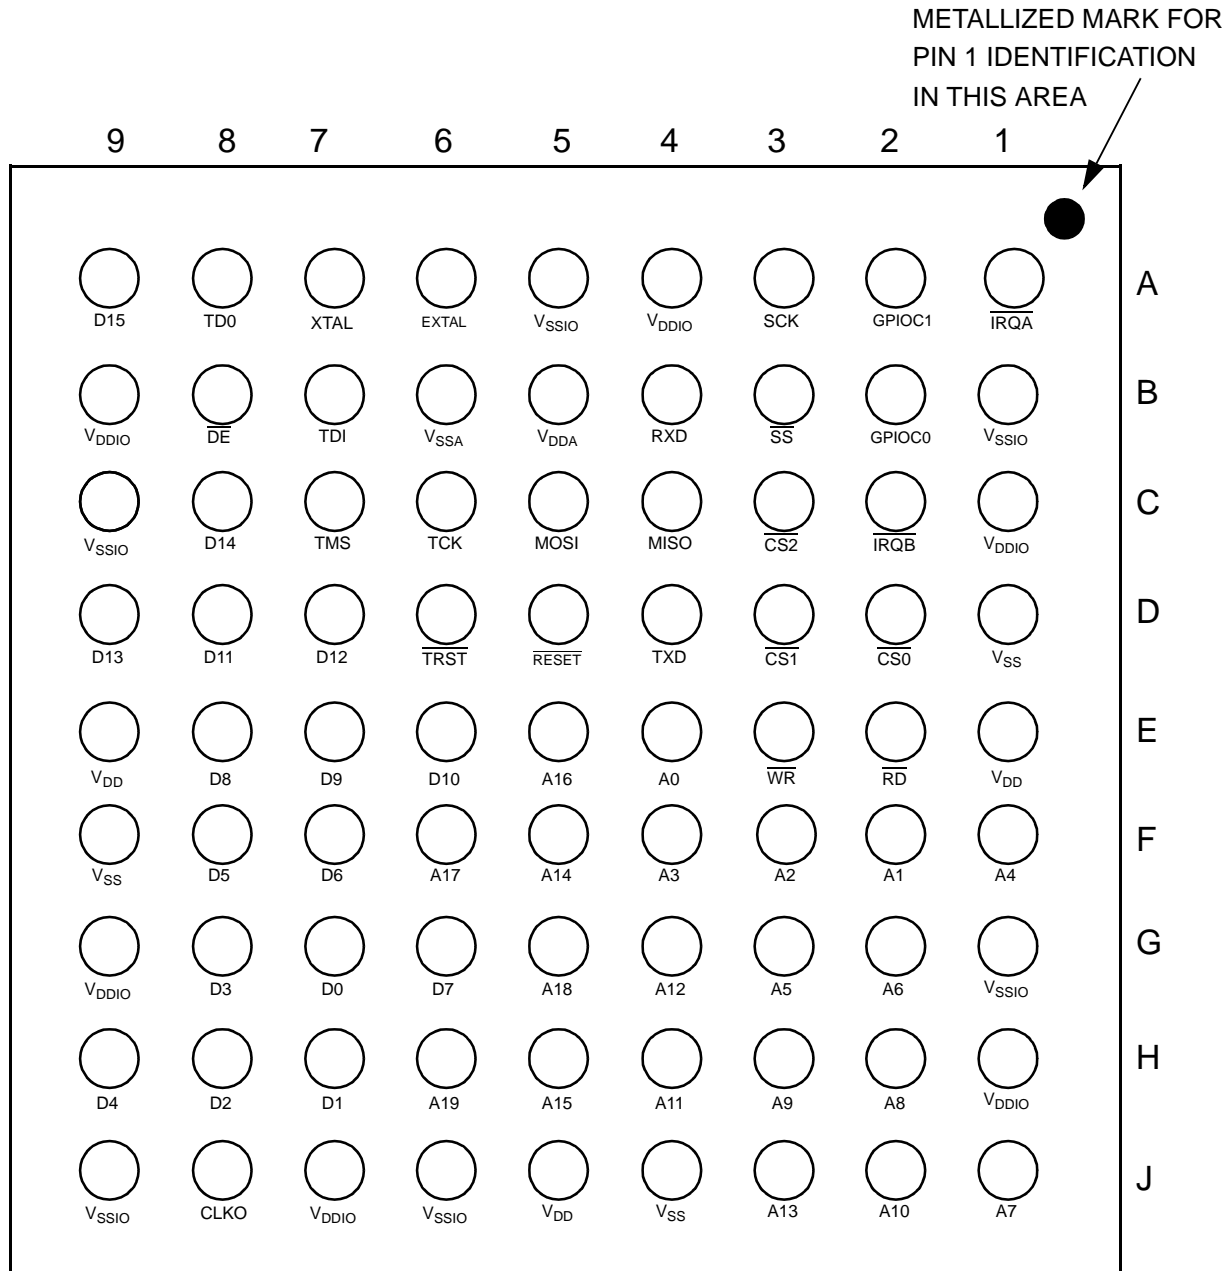 METALLIZED MARK FOR
PIN 1 IDENTIFICATION
IN THIS AREA
9 8 7 6 5 4 3 2 1
A
D15 TD0 XTAL EXTAL VSSIO VDDIO SCK GPIOC1 IRQA
B
VDDIO DE TDI VSSA VDDA RXD SS GPIOC0 VSSIO
C
VSSIO D14 TMS TCK MOSI MISO CS2 IRQB VDDIO
D
D13 D11 D12 TRST RESET TXD CS1 CS0 VSS
E
VDD D8 D9 D10 A16 A0 WR RD VDD
F
VSS D5 D6 A17 A14 A3 A2 A1 A4
G
VDDIO D3 D0 D7 A18 A12 A5 A6 VSSIO
H
D4 D2 D1 A19 A15 A11 A9 A8 VDDIO
J
VSSIO CLKO VDDIO VSSIO VDD VSS A13 A10 A7